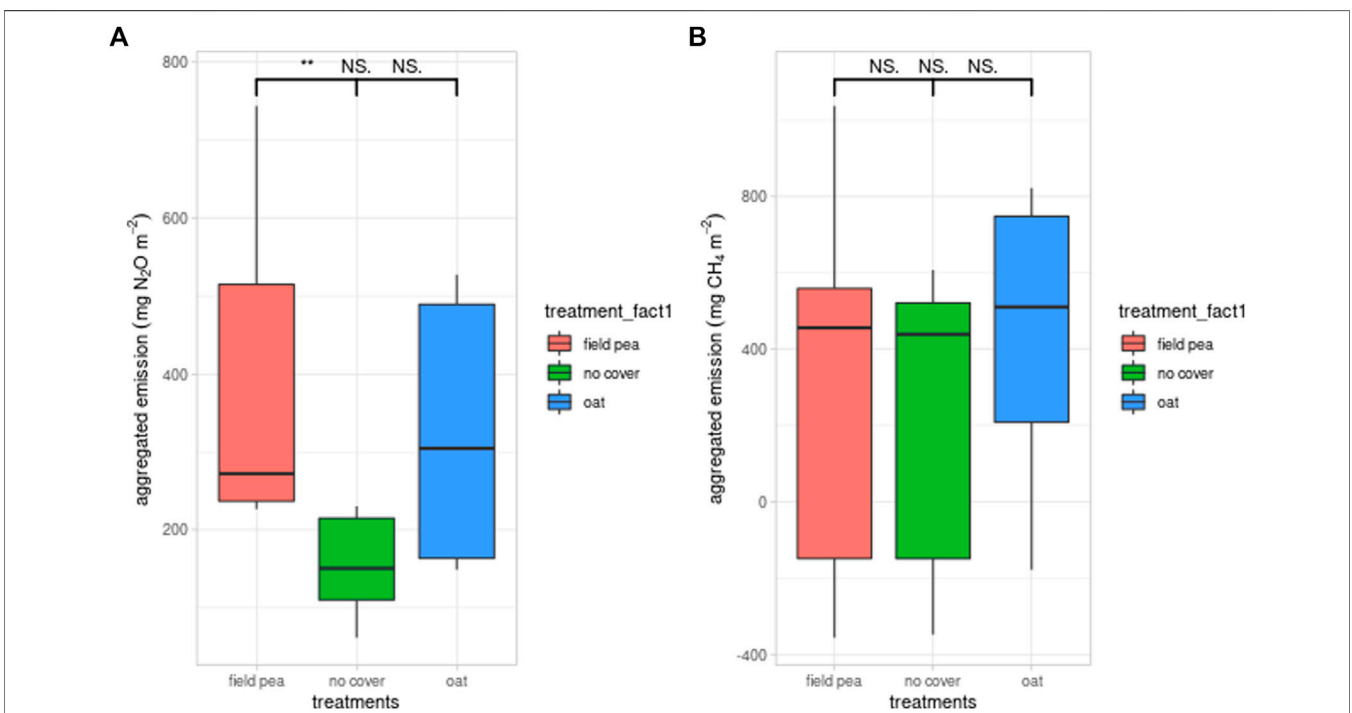 A
800
600
400
200
** NS. NS.
aggregated emission (mg N₂O m⁻²)
field pea no cover oat
treatments
treatment_fact1
field pea
no cover
oat
B
800
400
0
-400
NS. NS. NS.
aggregated emission (mg CH₄ m⁻²)
field pea no cover oat
treatments
treatment_fact1
field pea
no cover
oat